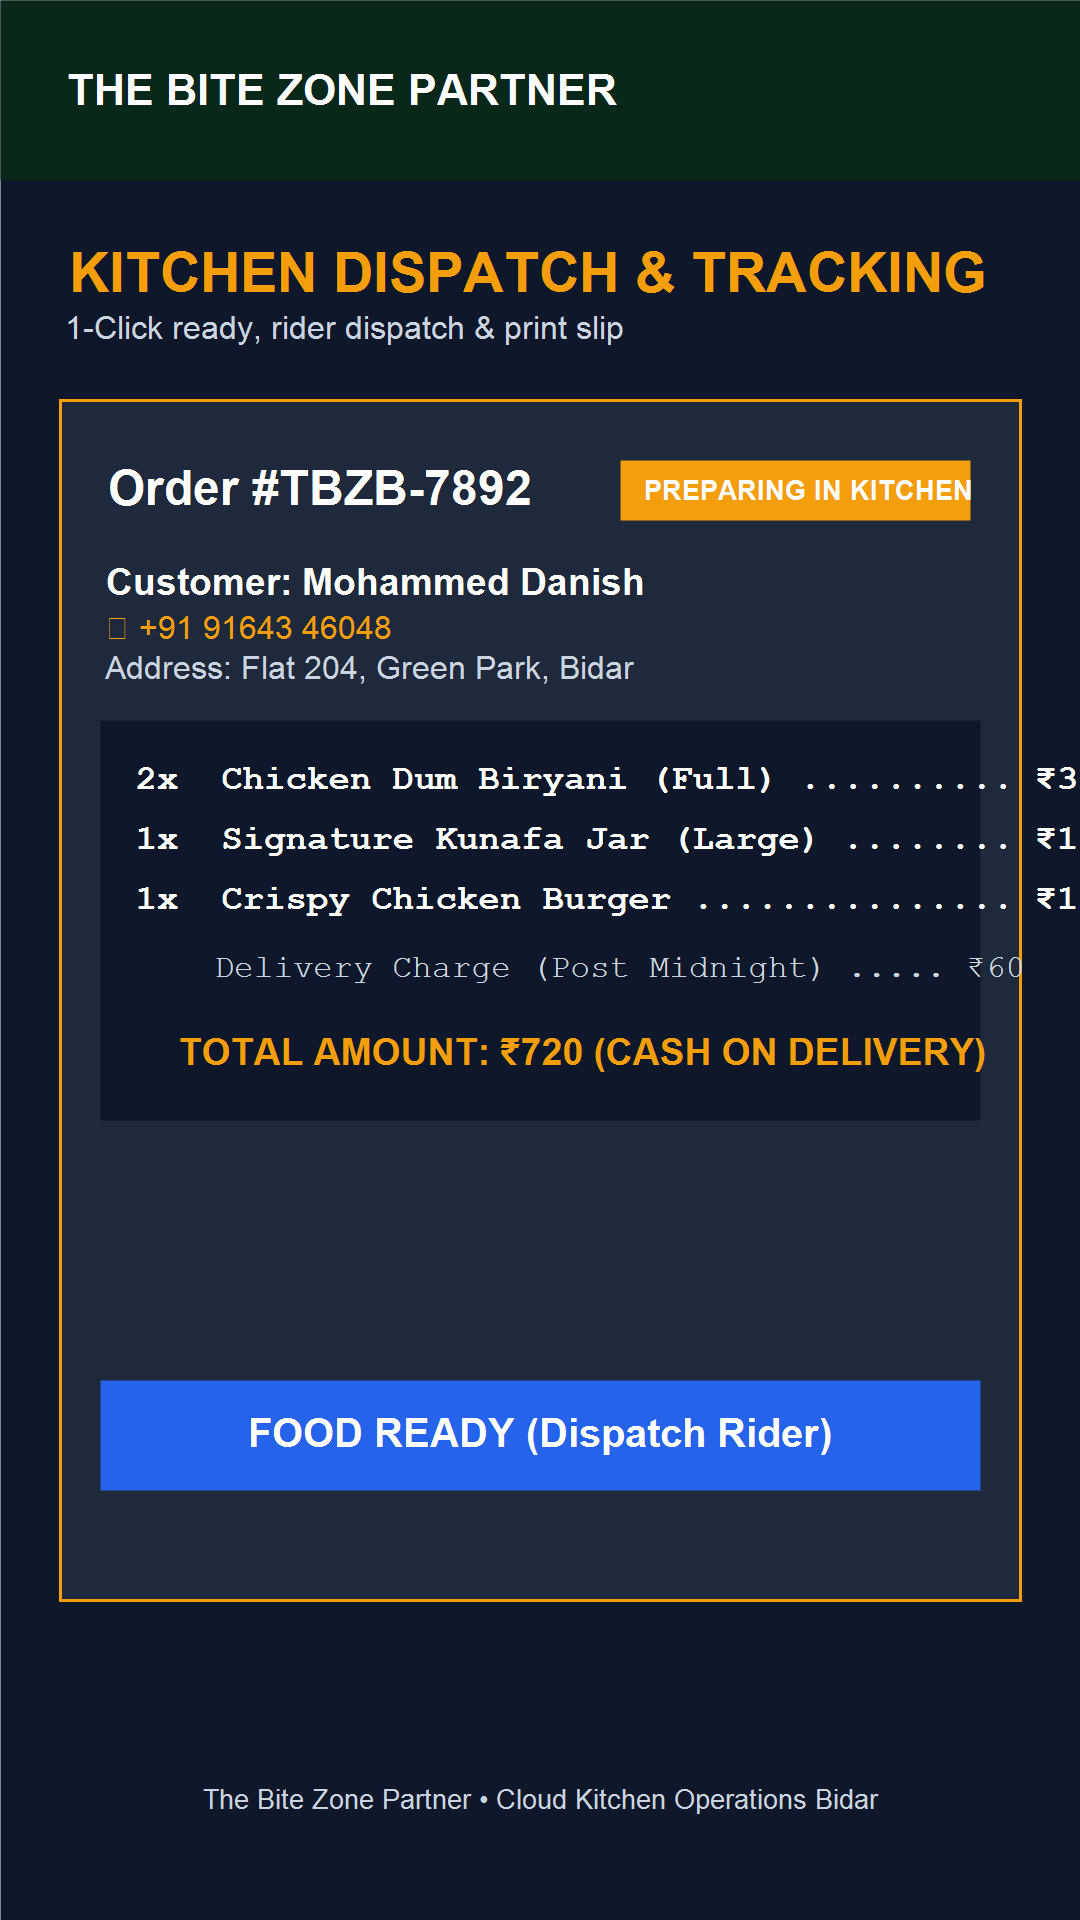 THE BITE ZONE PARTNER
KITCHEN DISPATCH & TRACKING
1-Click ready, rider dispatch & print slip
Order #TBZB-7892
PREPARING IN KITCHEN
Customer: Mohammed Danish
+91 91643 46048
Address: Flat 204, Green Park, Bidar
2x Chicken Dum Biryani (Full) .......... ₹3
1x Signature Kunafa Jar (Large) ........ ₹1
1x Crispy Chicken Burger ............... ₹1
Delivery Charge (Post Midnight) ..... ₹60
TOTAL AMOUNT: ₹720 (CASH ON DELIVERY)
FOOD READY (Dispatch Rider)
The Bite Zone Partner • Cloud Kitchen Operations Bidar